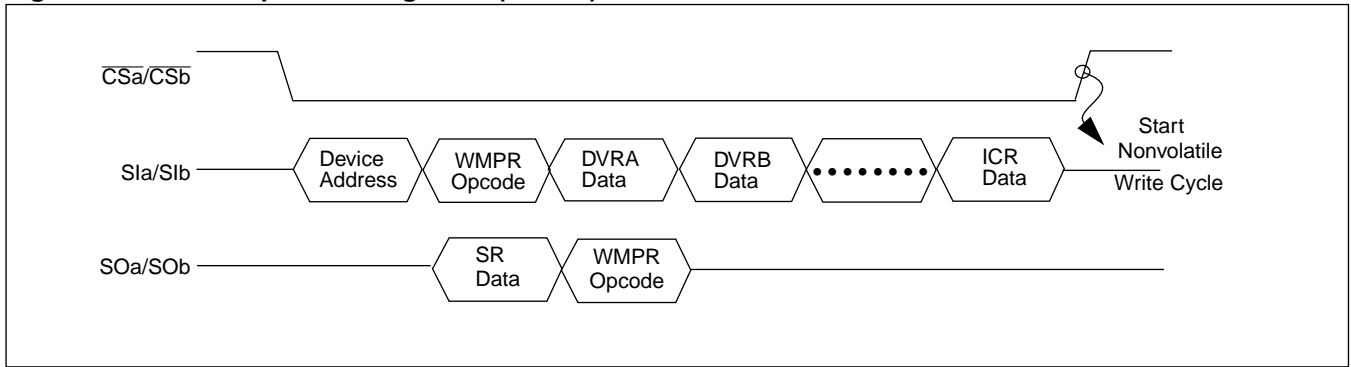 CSa/CSb
Start
Nonvolatile
Write Cycle
SIa/SIb
Device
Address
WMPR
Opcode
DVRA
Data
DVRB
Data
••••••••
ICR
Data
SOa/SOb
SR
Data
WMPR
Opcode